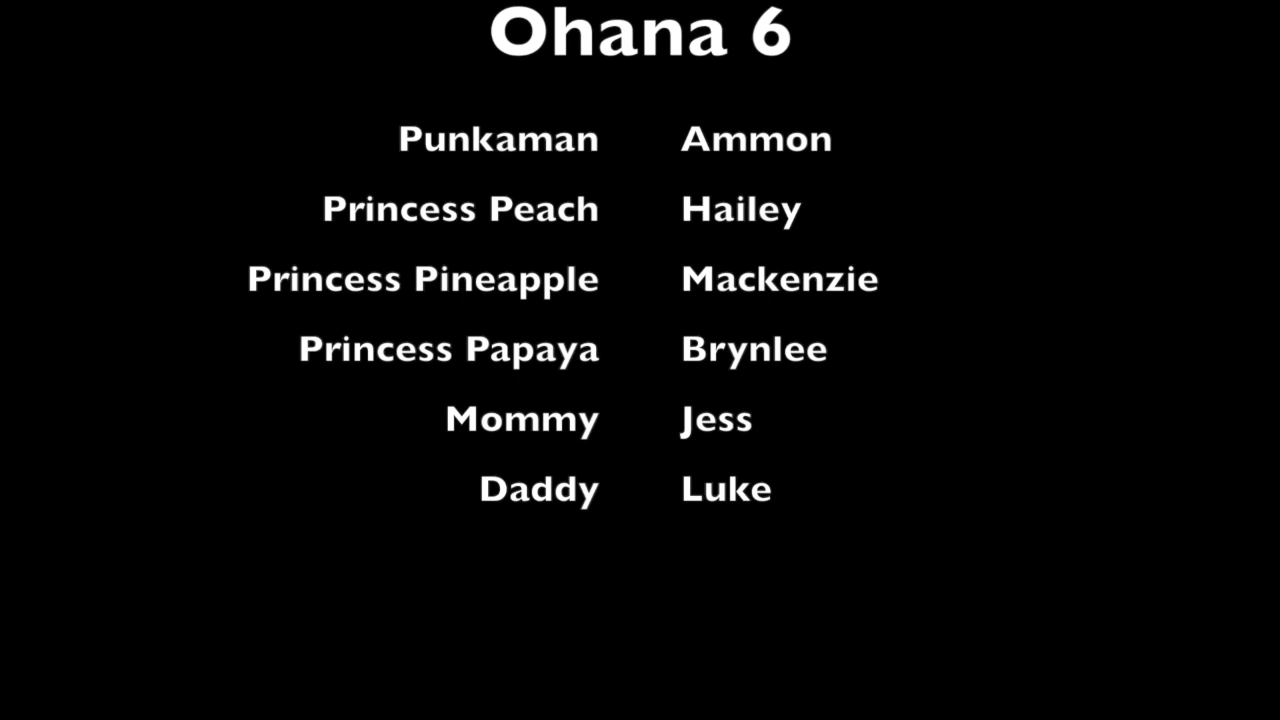 Ohana 6
Punkaman Ammon
Princess Peach Hailey
Princess Pineapple Mackenzie
Princess Papaya Brynlee
Mommy Jess
Daddy Luke